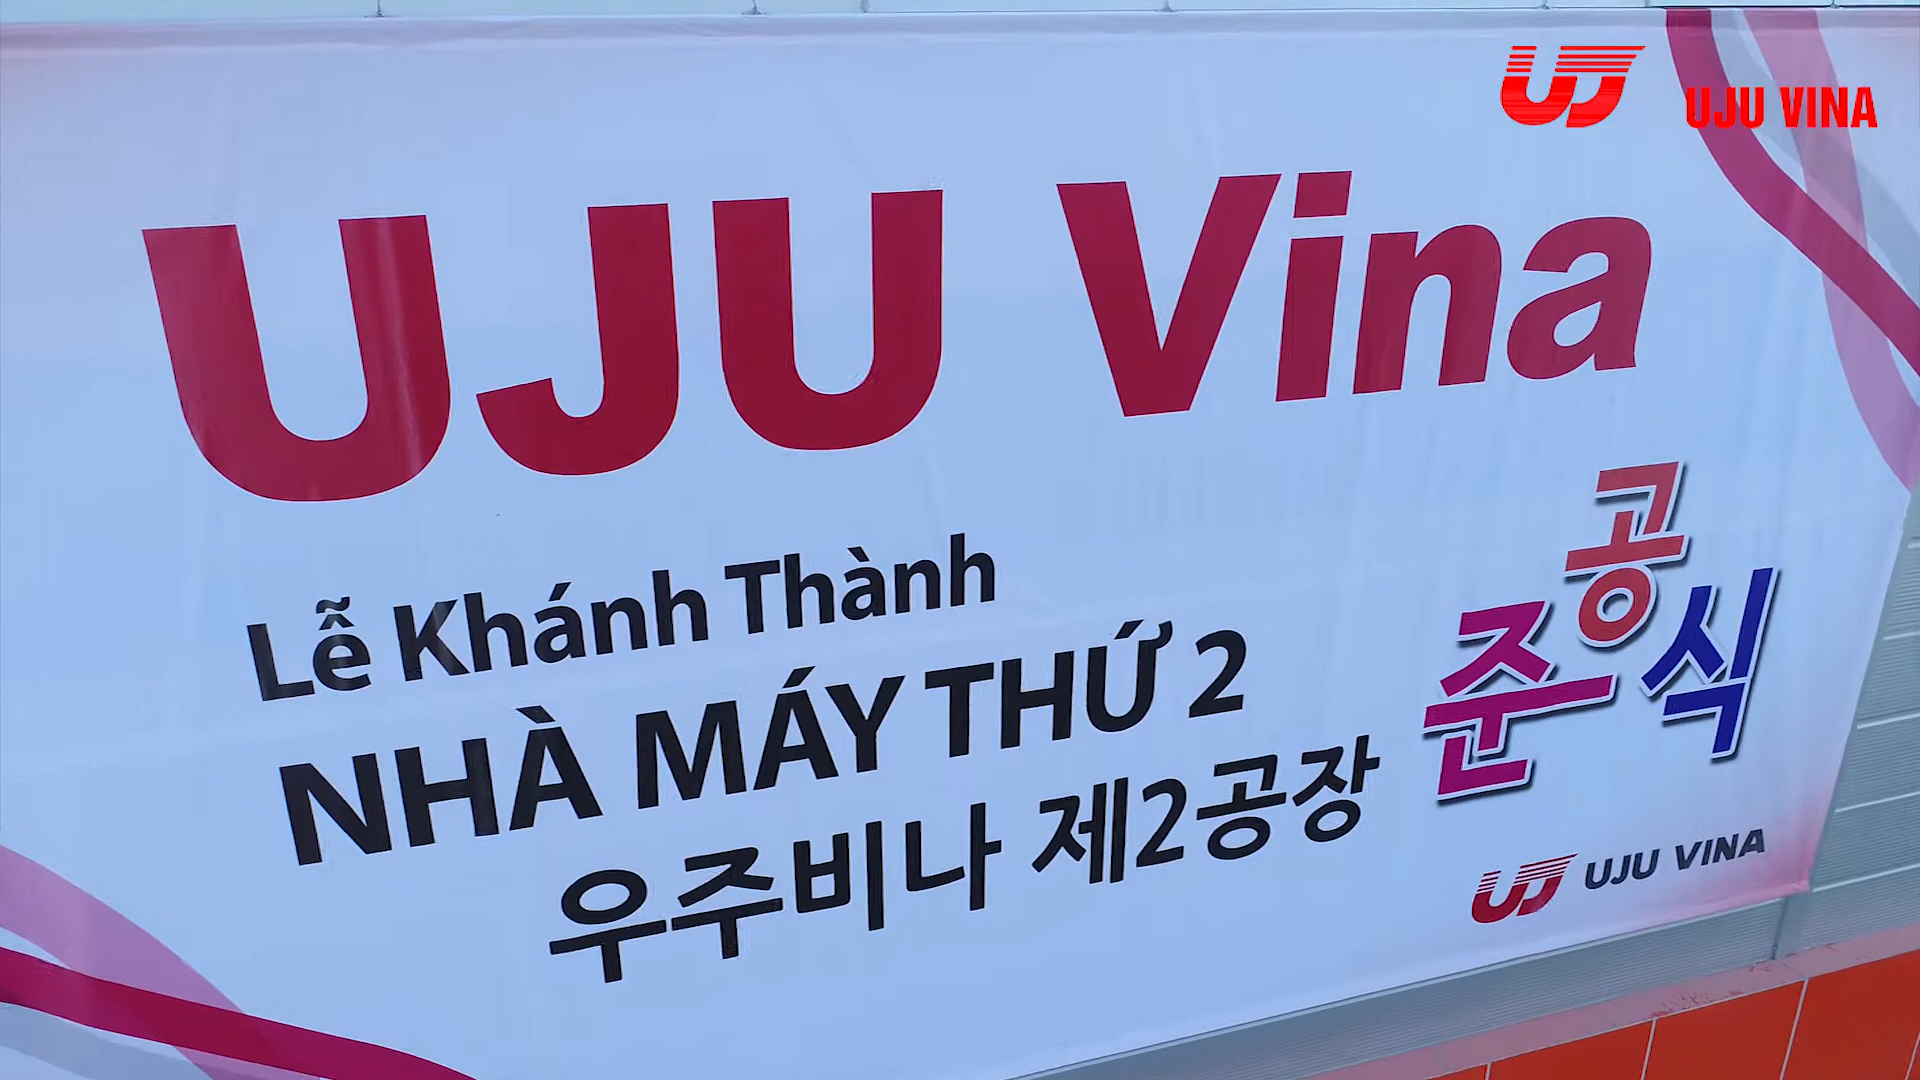 UJU VINA
UJU Vina
Lễ Khánh Thành
NHÀ MÁY THỨ 2
우주비나 제2공장
준공식
UJU VINA